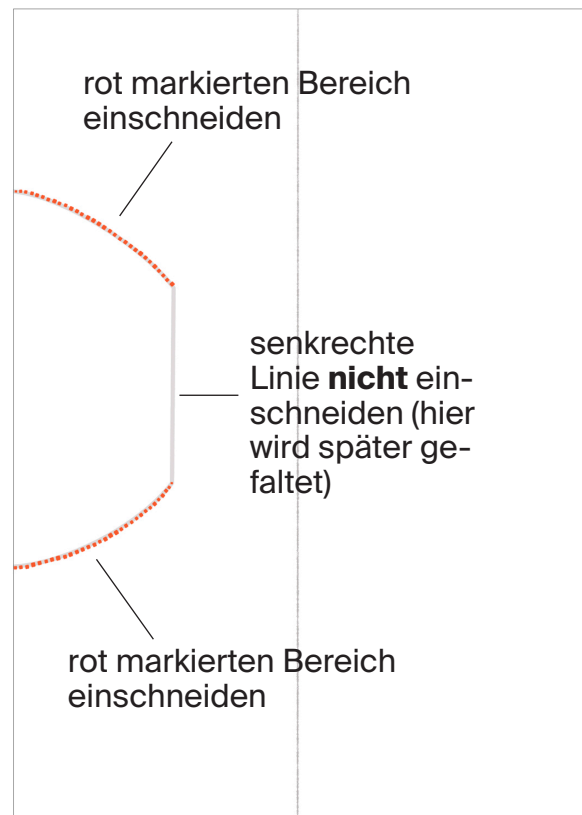 rot markierten Bereich
einschneiden
senkrechte
Linie nicht ein-
schneiden (hier
wird später ge-
faltet)
rot markierten Bereich
einschneiden